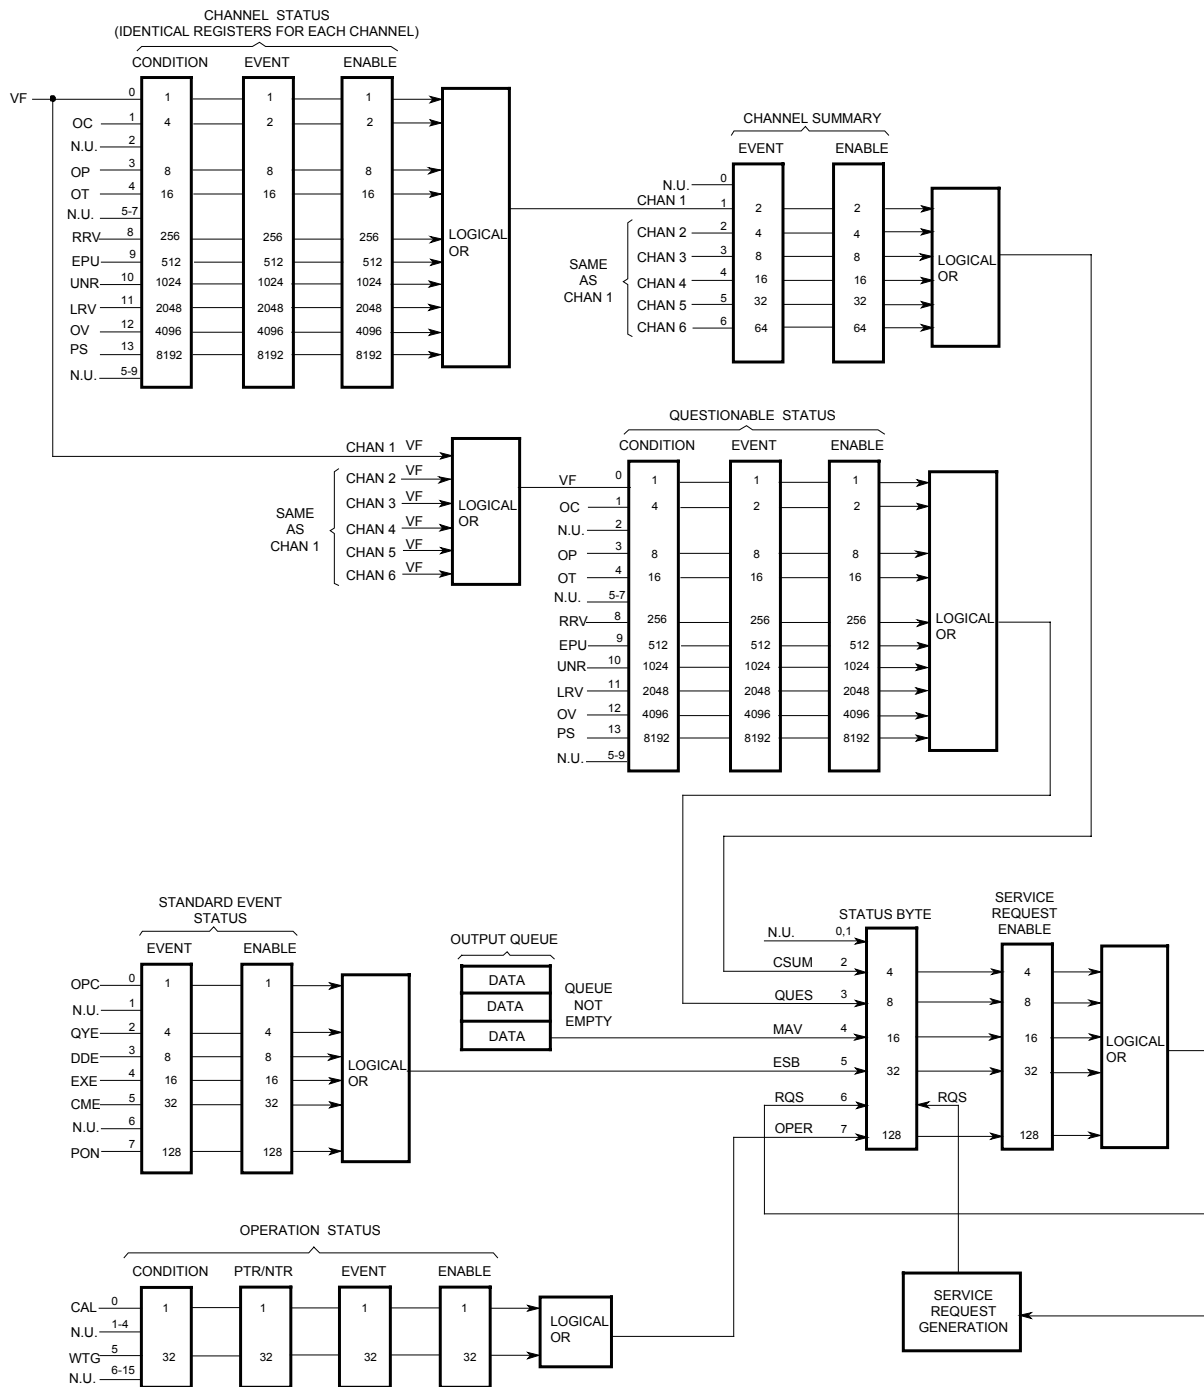 CHANNEL STATUS
(IDENTICAL REGISTERS FOR EACH CHANNEL)
CONDITION EVENT ENABLE
VF 0 1 1 1
OC 1 4 2 2
N.U. 2
OP 3 8 8 8
OT 4 16 16 16
N.U. 5-7
RRV 8 256 256 256
EPU 9 512 512 512
UNR 10 1024 1024 1024
LRV 11 2048 2048 2048
OV 12 4096 4096 4096
PS 13 8192 8192 8192
N.U. 5-9
LOGICAL
OR
CHANNEL SUMMARY
EVENT ENABLE
N.U. 0
CHAN 1 1 2 2
CHAN 2 2 4 4
CHAN 3 3 8 8
CHAN 4 4 16 16
CHAN 5 5 32 32
CHAN 6 6 64 64
SAME
AS
CHAN 1
LOGICAL
OR
CHAN 1 VF
CHAN 2 VF
CHAN 3 VF
CHAN 4 VF
CHAN 5 VF
CHAN 6 VF
SAME
AS
CHAN 1
LOGICAL
OR
QUESTIONABLE STATUS
CONDITION EVENT ENABLE
VF 0 1 1 1
OC 1 4 2 2
N.U. 2
OP 3 8 8 8
OT 4 16 16 16
N.U. 5-7
RRV 8 256 256 256
EPU 9 512 512 512
UNR 10 1024 1024 1024
LRV 11 2048 2048 2048
OV 12 4096 4096 4096
PS 13 8192 8192 8192
N.U. 5-9
LOGICAL
OR
STANDARD EVENT
STATUS
EVENT ENABLE
OPC 0 1 1
N.U. 1
QYE 2 4 4
DDE 3 8 8
EXE 4 16 16
CME 5 32 32
N.U. 6
PON 7 128 128
LOGICAL
OR
OUTPUT QUEUE
DATA
DATA
DATA
QUEUE
NOT
EMPTY
STATUS BYTE
SERVICE
REQUEST
ENABLE
N.U. 0,1
CSUM 2 4 4
QUES 3 8 8
MAV 4 16 16
ESB 5 32 32
RQS 6 RQS
OPER 7 128 128
LOGICAL
OR
OPERATION STATUS
CONDITION PTR/NTR EVENT ENABLE
CAL 0 1 1 1 1
N.U. 1-4
WTG 5 32 32 32 32
N.U. 6-15
LOGICAL
OR
SERVICE
REQUEST
GENERATION